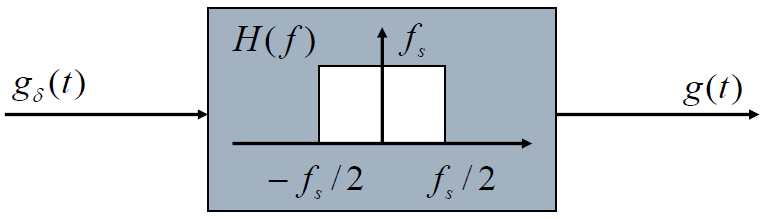 H(f) f_s
g_δ(t) g(t)
− f_s / 2 f_s / 2